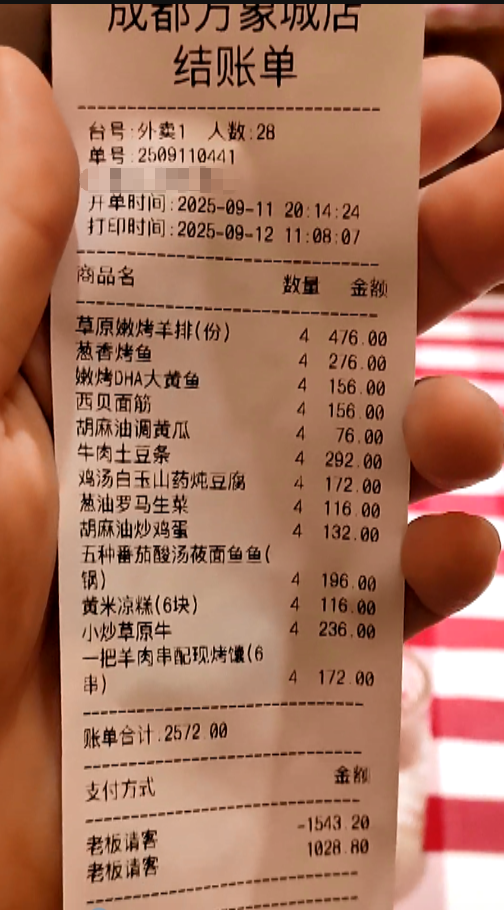 成都万象城店
结账单
台号:外卖1 人数:28
单号:2509110441
开单时间:2025-09-11 20:14:24
打印时间:2025-09-12 11:08:07
商品名 数量 金额
草原嫩烤羊排(份) 4 476.00
葱香烤鱼 4 276.00
嫩烤DHA大黄鱼 4 156.00
西贝面筋 4 156.00
胡麻油调黄瓜 4 76.00
牛肉土豆条 4 292.00
鸡汤白玉山药炖豆腐 4 172.00
葱油罗马生菜 4 116.00
胡麻油炒鸡蛋 4 132.00
五种番茄酸汤莜面鱼鱼(
锅) 4 196.00
黄米凉糕(6块) 4 116.00
小炒草原牛 4 236.00
一把羊肉串配现烤馕(6
串) 4 172.00
账单合计:2572.00
支付方式 金额
老板请客 -1543.20
老板请客 1028.80